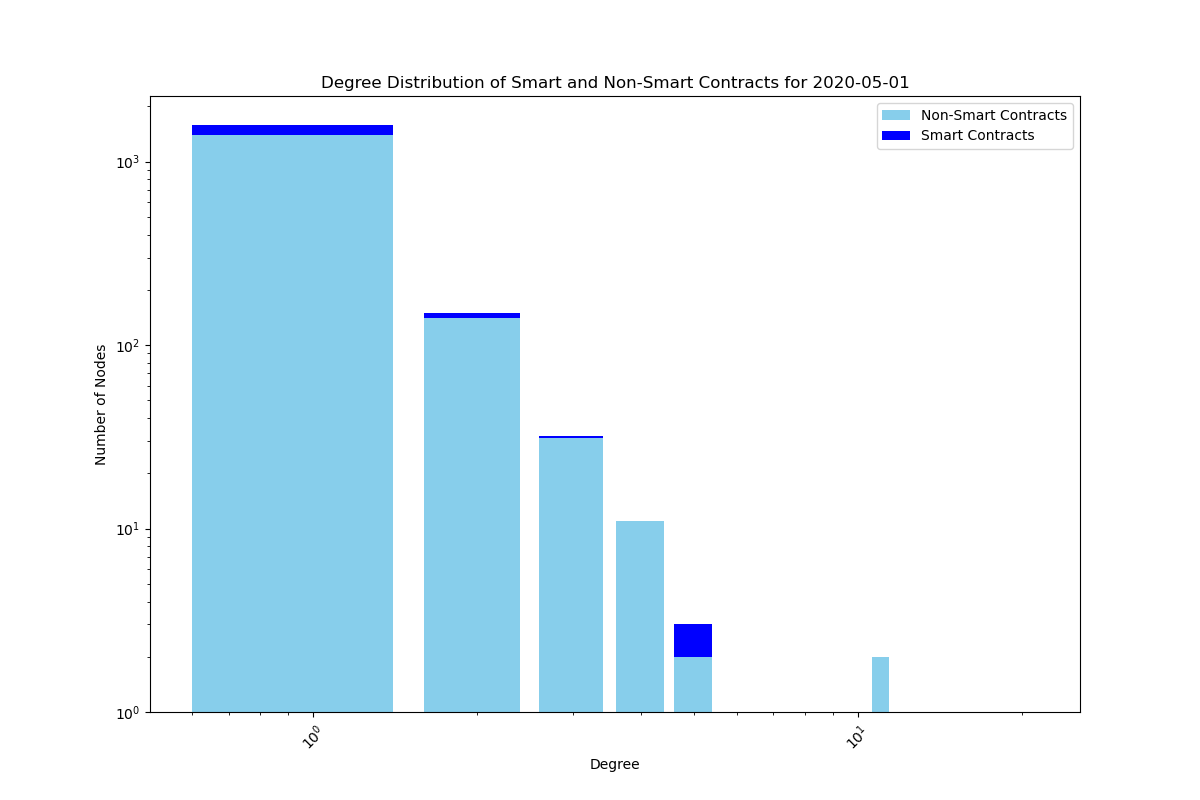 Degree Distribution of Smart and Non-Smart Contracts for 2020-05-01
Non-Smart Contracts
Smart Contracts
Number of Nodes
10³
10²
10¹
10⁰
10⁰
10¹
Degree